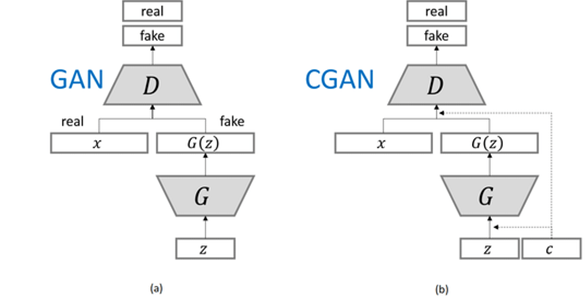 real
fake
GAN
D
real
fake
x
G(z)
G
z
(a)
real
fake
CGAN
D
x
G(z)
G
z
c
(b)